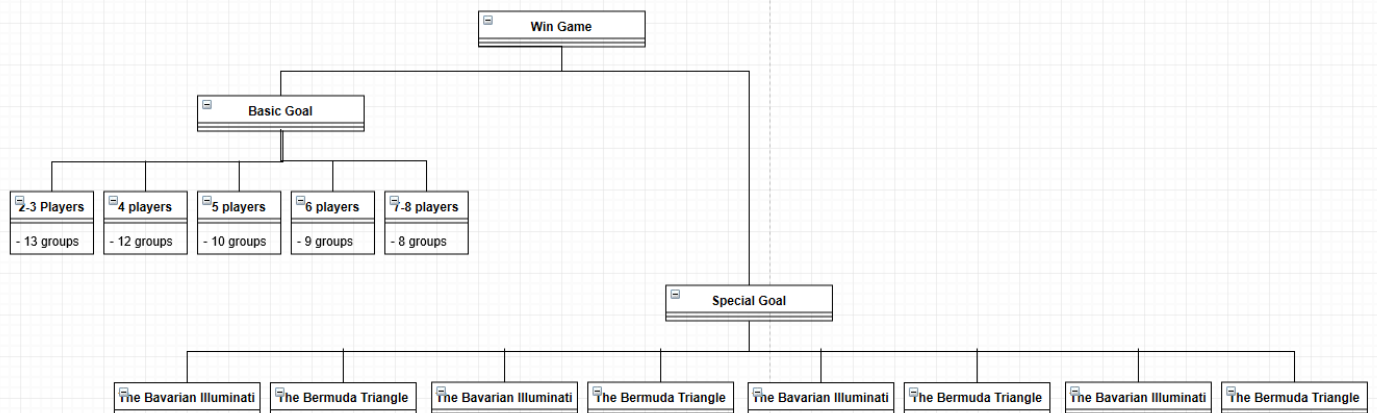 Win Game
Basic Goal
2-3 Players
4 players
5 players
6 players
7-8 players
- 13 groups
- 12 groups
- 10 groups
- 9 groups
- 8 groups
Special Goal
The Bavarian Illuminati
The Bermuda Triangle
The Bavarian Illuminati
The Bermuda Triangle
The Bavarian Illuminati
The Bermuda Triangle
The Bavarian Illuminati
The Bermuda Triangle